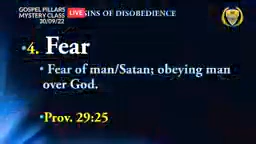 GOSPEL PILLARS
MYSTERY CLASS
30/09/22
LIVE
SINS OF DISOBEDIENCE
•4. Fear
• Fear of man/Satan; obeying man
over God.
•Prov. 29:25